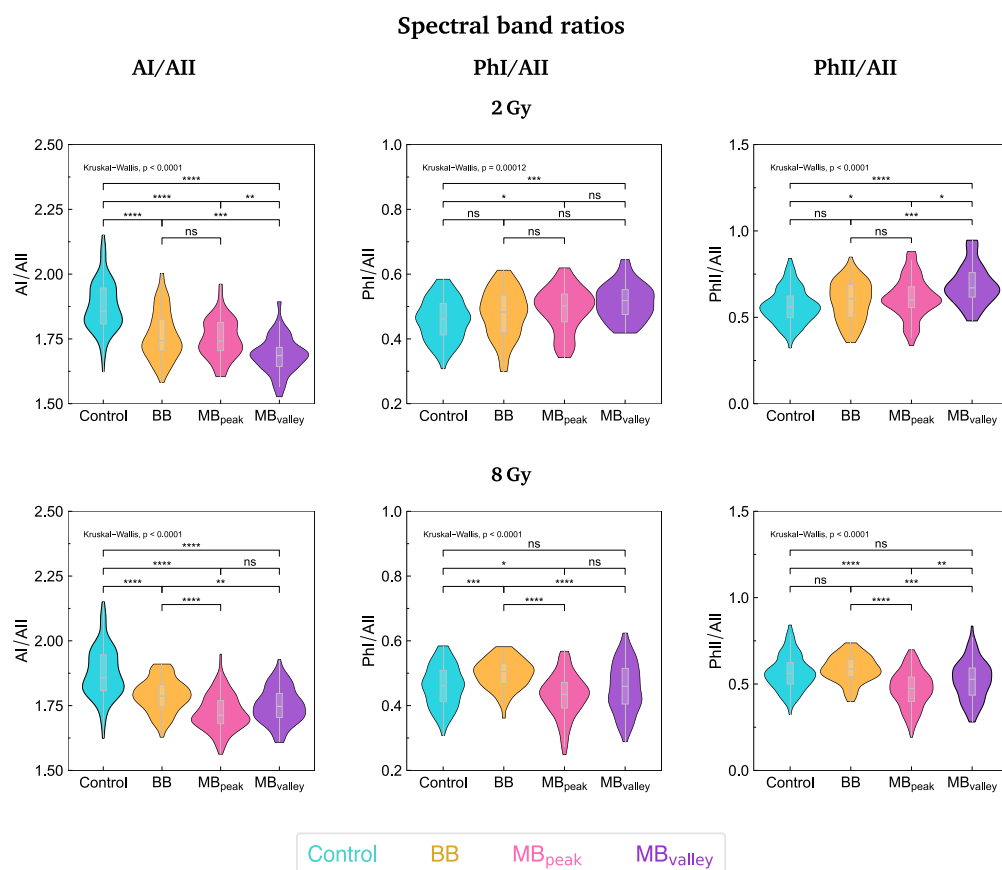 Spectral band ratios
AI/AII PhI/AII PhII/AII
2 Gy
AI/AII
2.50
2.25
2.00
1.75
1.50
Kruskal-Wallis, p < 0.0001
****
**** **
**** ***
ns
Control BB MBpeak MBvalley
PhI/AII
1.0
0.8
0.6
0.4
0.2
Kruskal-Wallis, p = 0.00012
***
* ns
ns ns
ns
Control BB MBpeak MBvalley
PhII/AII
1.5
1.0
0.5
0.0
Kruskal-Wallis, p < 0.0001
****
* *
ns ***
ns
Control BB MBpeak MBvalley
8 Gy
AI/AII
2.50
2.25
2.00
1.75
1.50
Kruskal-Wallis, p < 0.0001
****
**** ns
**** **
****
Control BB MBpeak MBvalley
PhI/AII
1.0
0.8
0.6
0.4
0.2
Kruskal-Wallis, p < 0.0001
ns
* ns
*** ****
****
Control BB MBpeak MBvalley
PhII/AII
1.5
1.0
0.5
0.0
Kruskal-Wallis, p < 0.0001
ns
**** **
ns ***
****
Control BB MBpeak MBvalley
Control BB MBpeak MBvalley